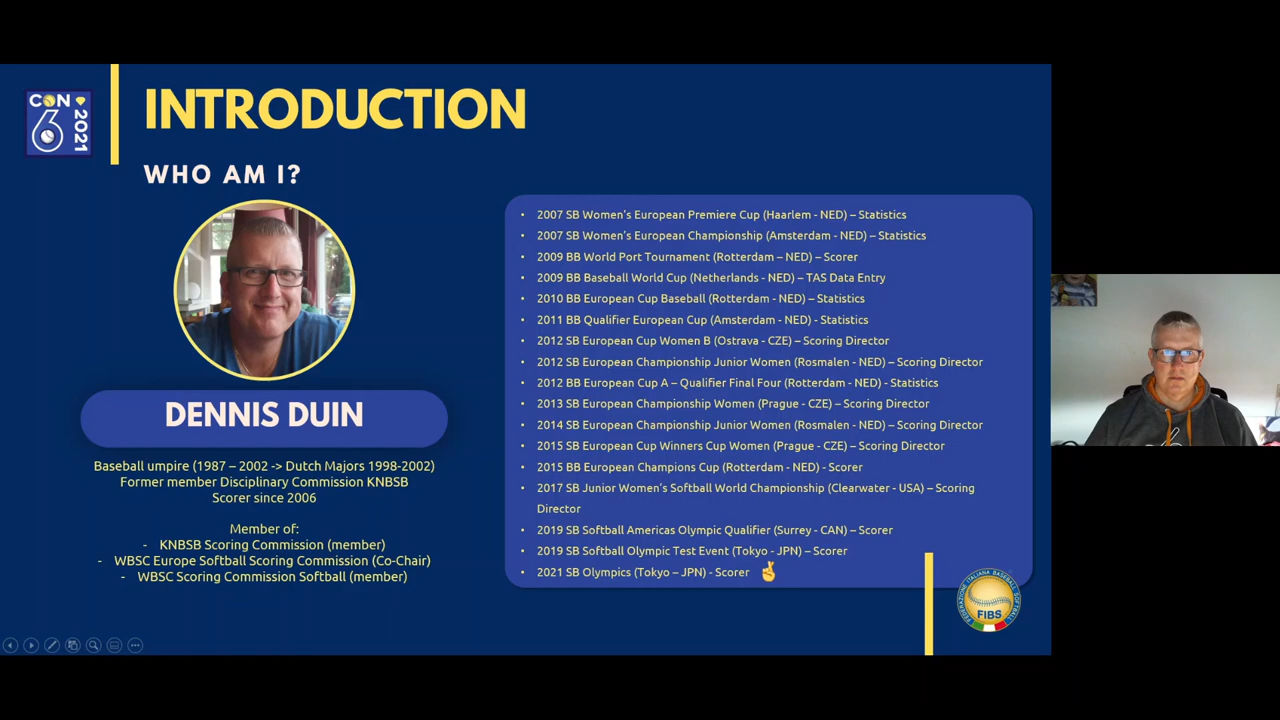 CON
6
2021
INTRODUCTION
WHO AM I?
DENNIS DUIN
Baseball umpire (1987 – 2002 -> Dutch Majors 1998-2002)
Former member Disciplinary Commission KNBSB
Scorer since 2006
Member of:
- KNBSB Scoring Commission (member)
- WBSC Europe Softball Scoring Commission (Co-Chair)
- WBSC Scoring Commission Softball (member)
• 2007 SB Women's European Premiere Cup (Haarlem - NED) – Statistics
• 2007 SB Women's European Championship (Amsterdam - NED) – Statistics
• 2009 BB World Port Tournament (Rotterdam – NED) – Scorer
• 2009 BB Baseball World Cup (Netherlands - NED) – TAS Data Entry
• 2010 BB European Cup Baseball (Rotterdam - NED) – Statistics
• 2011 BB Qualifier European Cup (Amsterdam - NED) - Statistics
• 2012 SB European Cup Women B (Ostrava - CZE) – Scoring Director
• 2012 SB European Championship Junior Women (Rosmalen - NED) – Scoring Director
• 2012 BB European Cup A – Qualifier Final Four (Rotterdam - NED) - Statistics
• 2013 SB European Championship Women (Prague - CZE) – Scoring Director
• 2014 SB European Championship Junior Women (Rosmalen - NED) – Scoring Director
• 2015 SB European Cup Winners Cup Women (Prague - CZE) – Scoring Director
• 2015 BB European Champions Cup (Rotterdam - NED) - Scorer
• 2017 SB Junior Women's Softball World Championship (Clearwater - USA) – Scoring
Director
• 2019 SB Softball Americas Olympic Qualifier (Surrey - CAN) – Scorer
• 2019 SB Softball Olympic Test Event (Tokyo - JPN) – Scorer
• 2021 SB Olympics (Tokyo – JPN) - Scorer 🤞
FEDERAZIONE ITALIANA BASEBALL SOFTBALL
FIBS